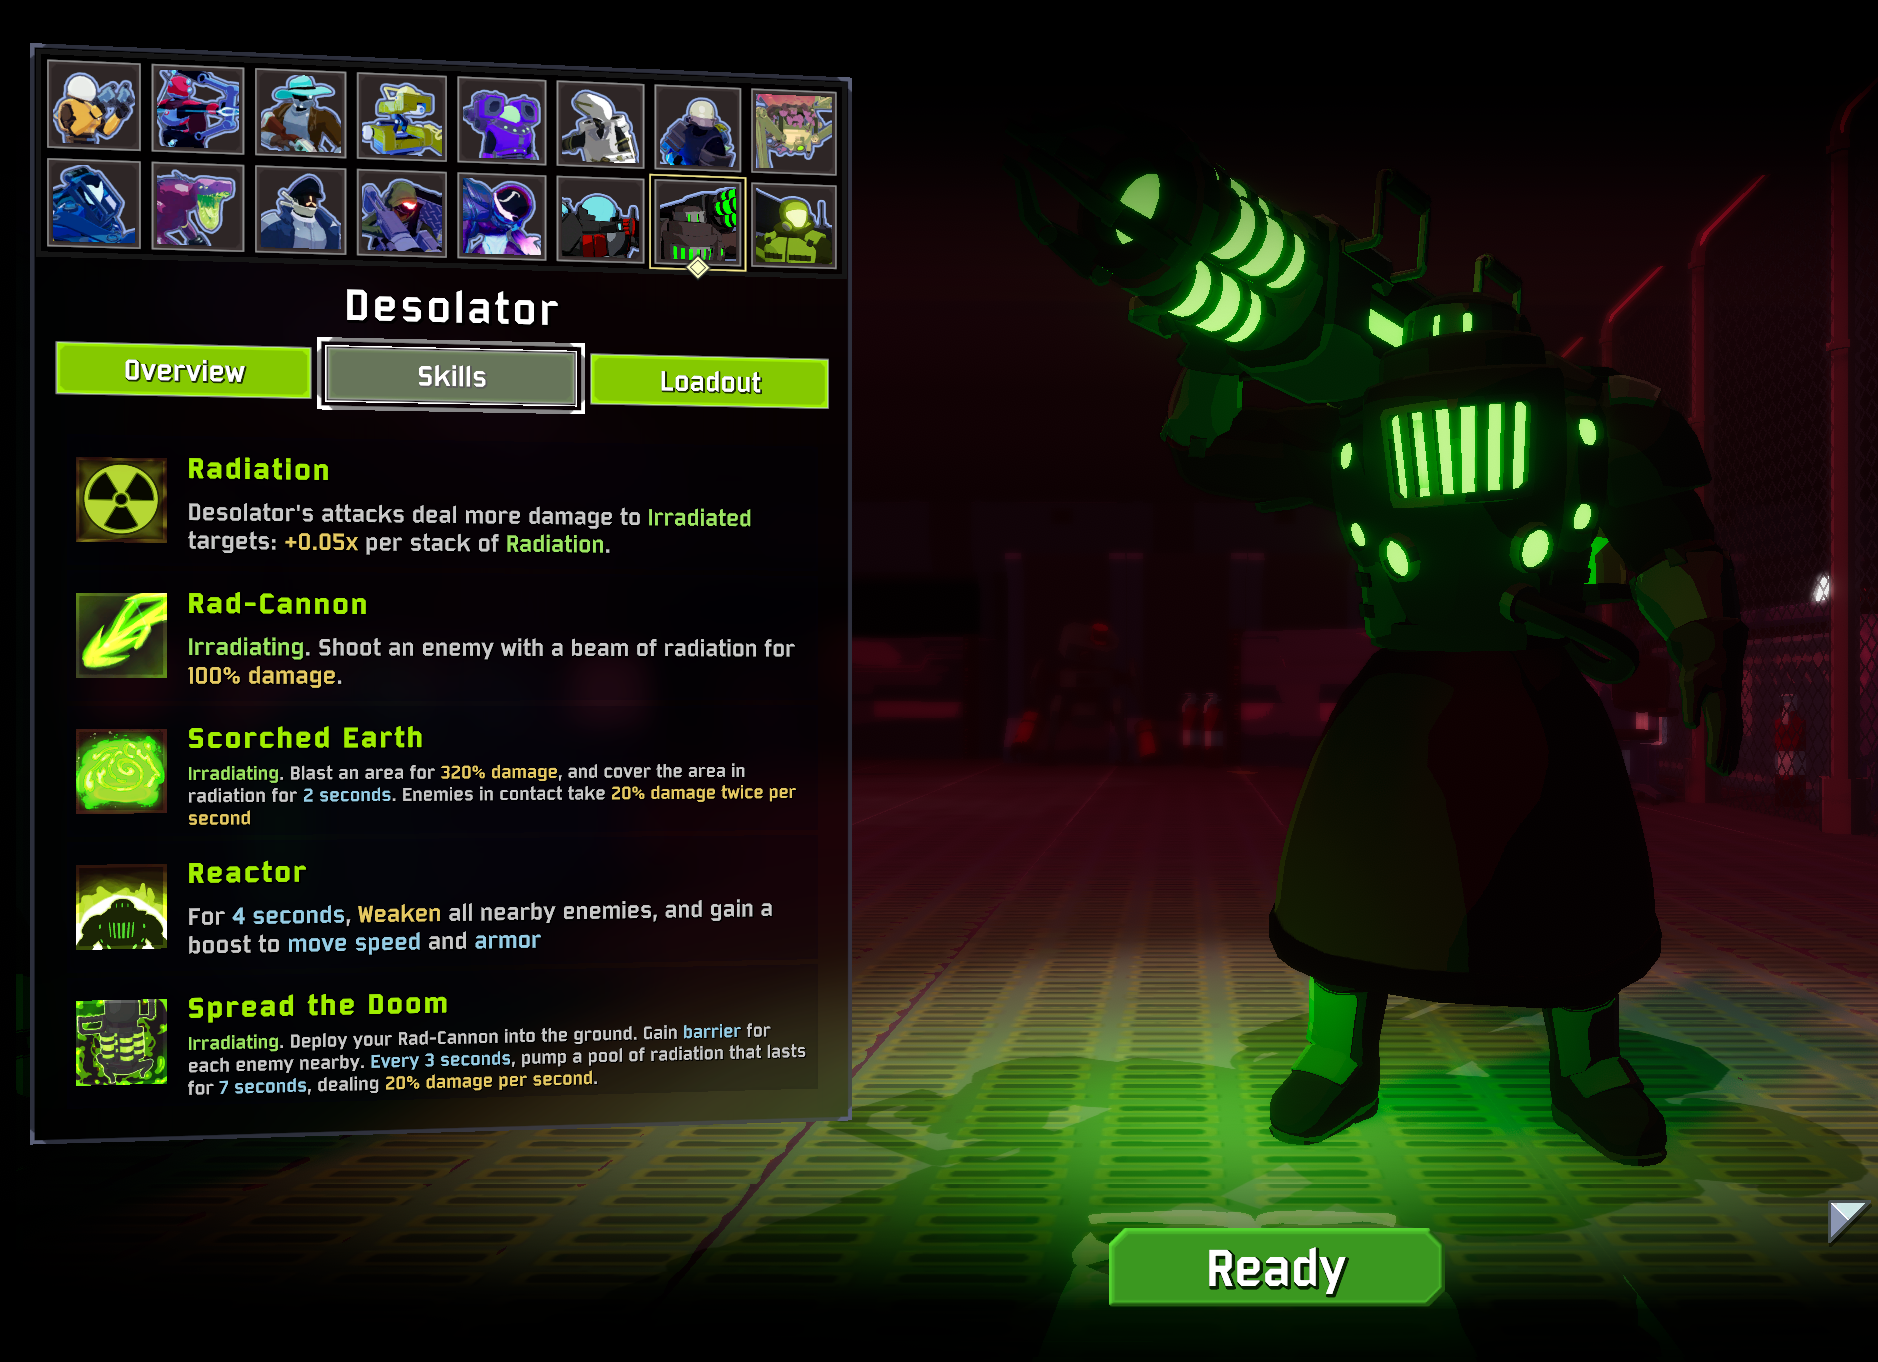 Desolator
Overview
Skills
Loadout
Radiation
Desolator's attacks deal more damage to Irradiated
targets: +0.05x per stack of Radiation.
Rad-Cannon
Irradiating. Shoot an enemy with a beam of radiation for
100% damage.
Scorched Earth
Irradiating. Blast an area for 320% damage, and cover the area in
radiation for 2 seconds. Enemies in contact take 20% damage twice per
second
Reactor
For 4 seconds, Weaken all nearby enemies, and gain a
boost to move speed and armor
Spread the Doom
Irradiating. Deploy your Rad-Cannon into the ground. Gain barrier for
each enemy nearby. Every 3 seconds, pump a pool of radiation that lasts
for 7 seconds, dealing 20% damage per second.
Ready